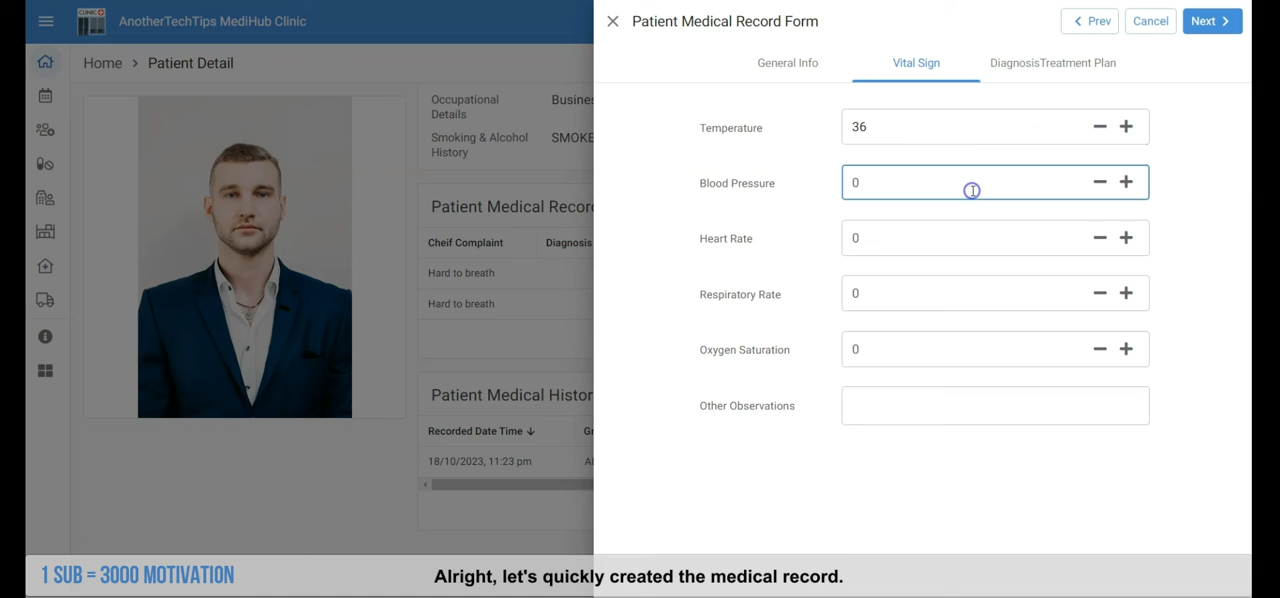 CLINIC
AnotherTechTips MediHub Clinic
Home > Patient Detail
Occupational
Details
Busines
Smoking & Alcohol
History
SMOKE
Patient Medical Record
Cheif Complaint
Diagnosis
Hard to breath
Hard to breath
Patient Medical Histor
Recorded Date Time ↓
18/10/2023, 11:23 pm
Patient Medical Record Form
Prev
Cancel
Next
General Info
Vital Sign
DiagnosisTreatment Plan
Temperature
36
Blood Pressure
0
Heart Rate
0
Respiratory Rate
0
Oxygen Saturation
0
Other Observations
1 SUB = 3000 MOTIVATION
Alright, let's quickly created the medical record.